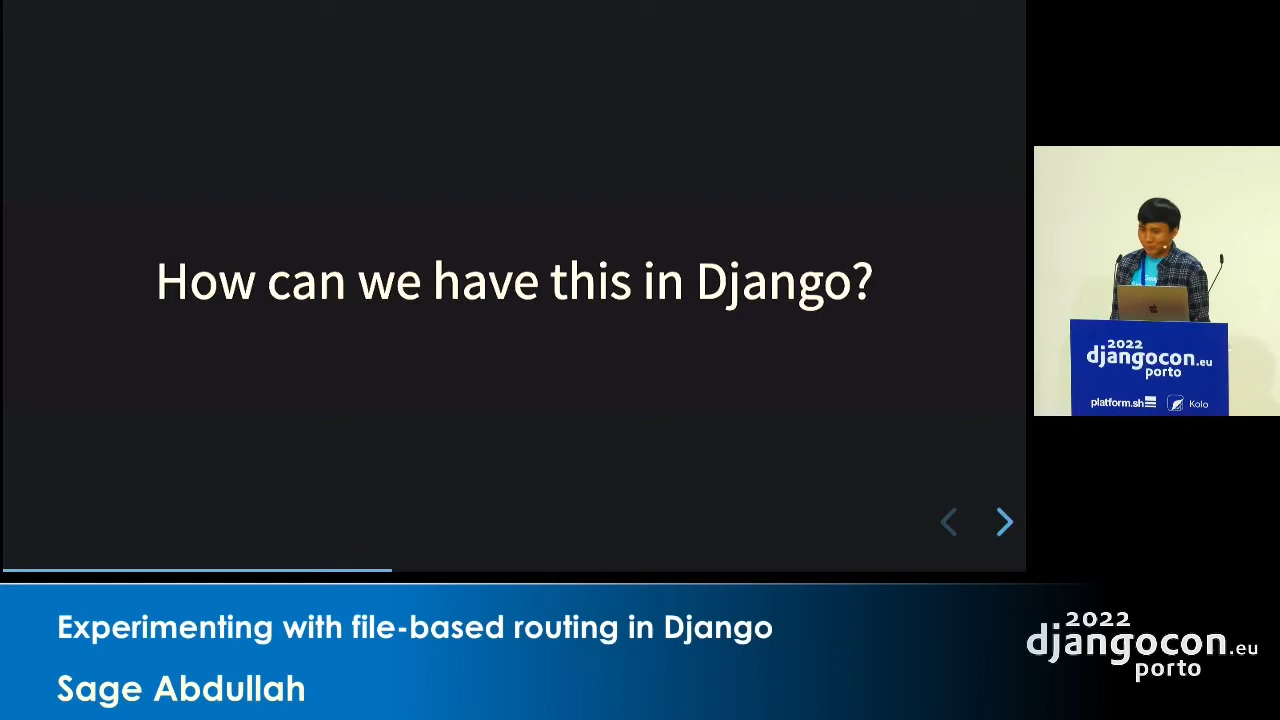 How can we have this in Django?
2022
djangocon.eu
porto
platform.sh
Kolo
Experimenting with file-based routing in Django
Sage Abdullah
2022
djangocon.eu
porto